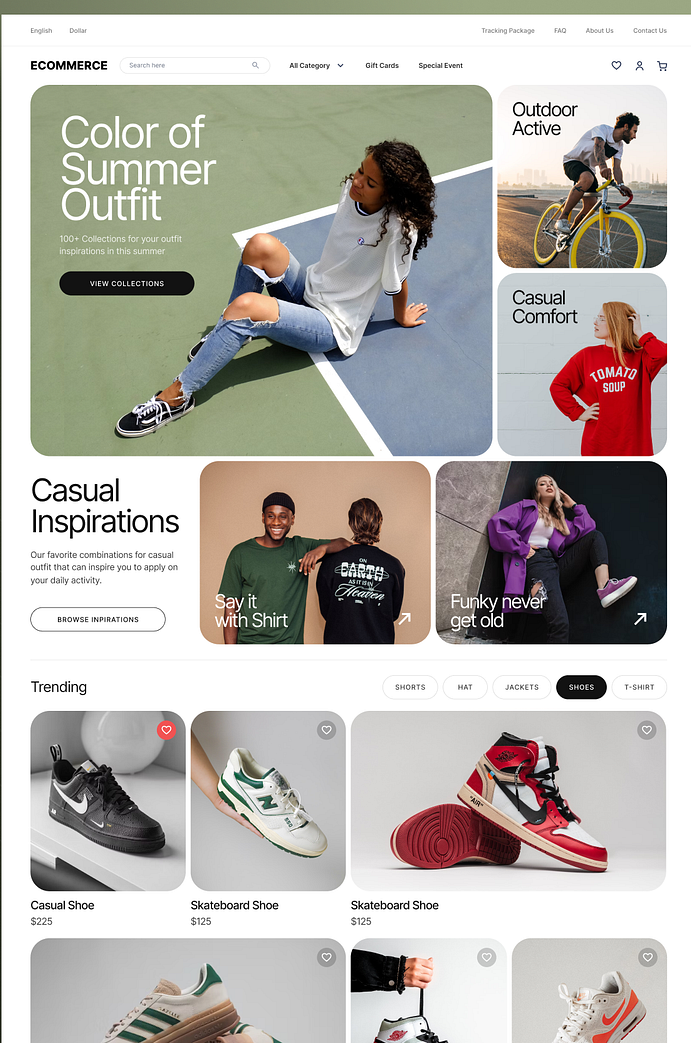 English Dollar Tracking Package FAQ About Us Contact Us
ECOMMERCE Search here All Category Gift Cards Special Event
Color of
Summer
Outfit
100+ Collections for your outfit
inspirations in this summer
VIEW COLLECTIONS
Outdoor
Active
Casual
Comfort
TOMATO
SOUP
Casual
Inspirations
Our favorite combinations for casual
outfit that can inspire you to apply on
your daily activity.
BROWSE INPIRATIONS
Say it
with Shirt
ON
EARTH
AS IT IS IN
Heaven
Funky never
get old
Trending SHORTS HAT JACKETS SHOES T-SHIRT
"AIR"
Casual Shoe
$225
Skateboard Shoe
$125
Skateboard Shoe
$125